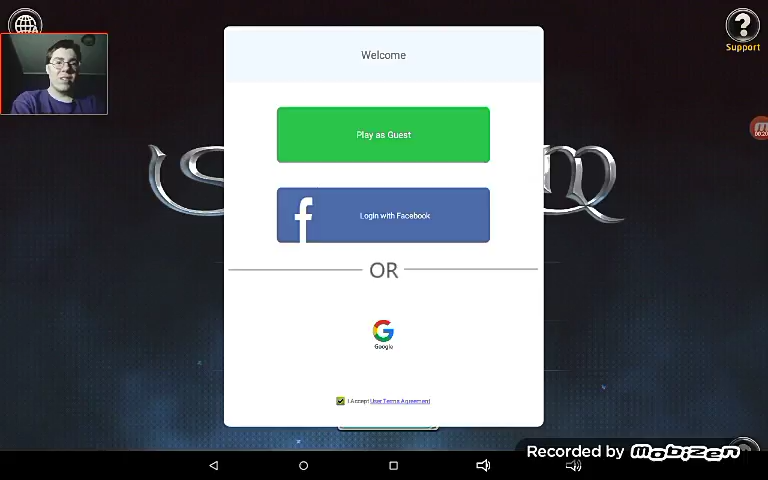 Support
Welcome
Play as Guest
Login with Facebook
OR
Google
I Accept User Terms Agreement
Recorded by Mobizen